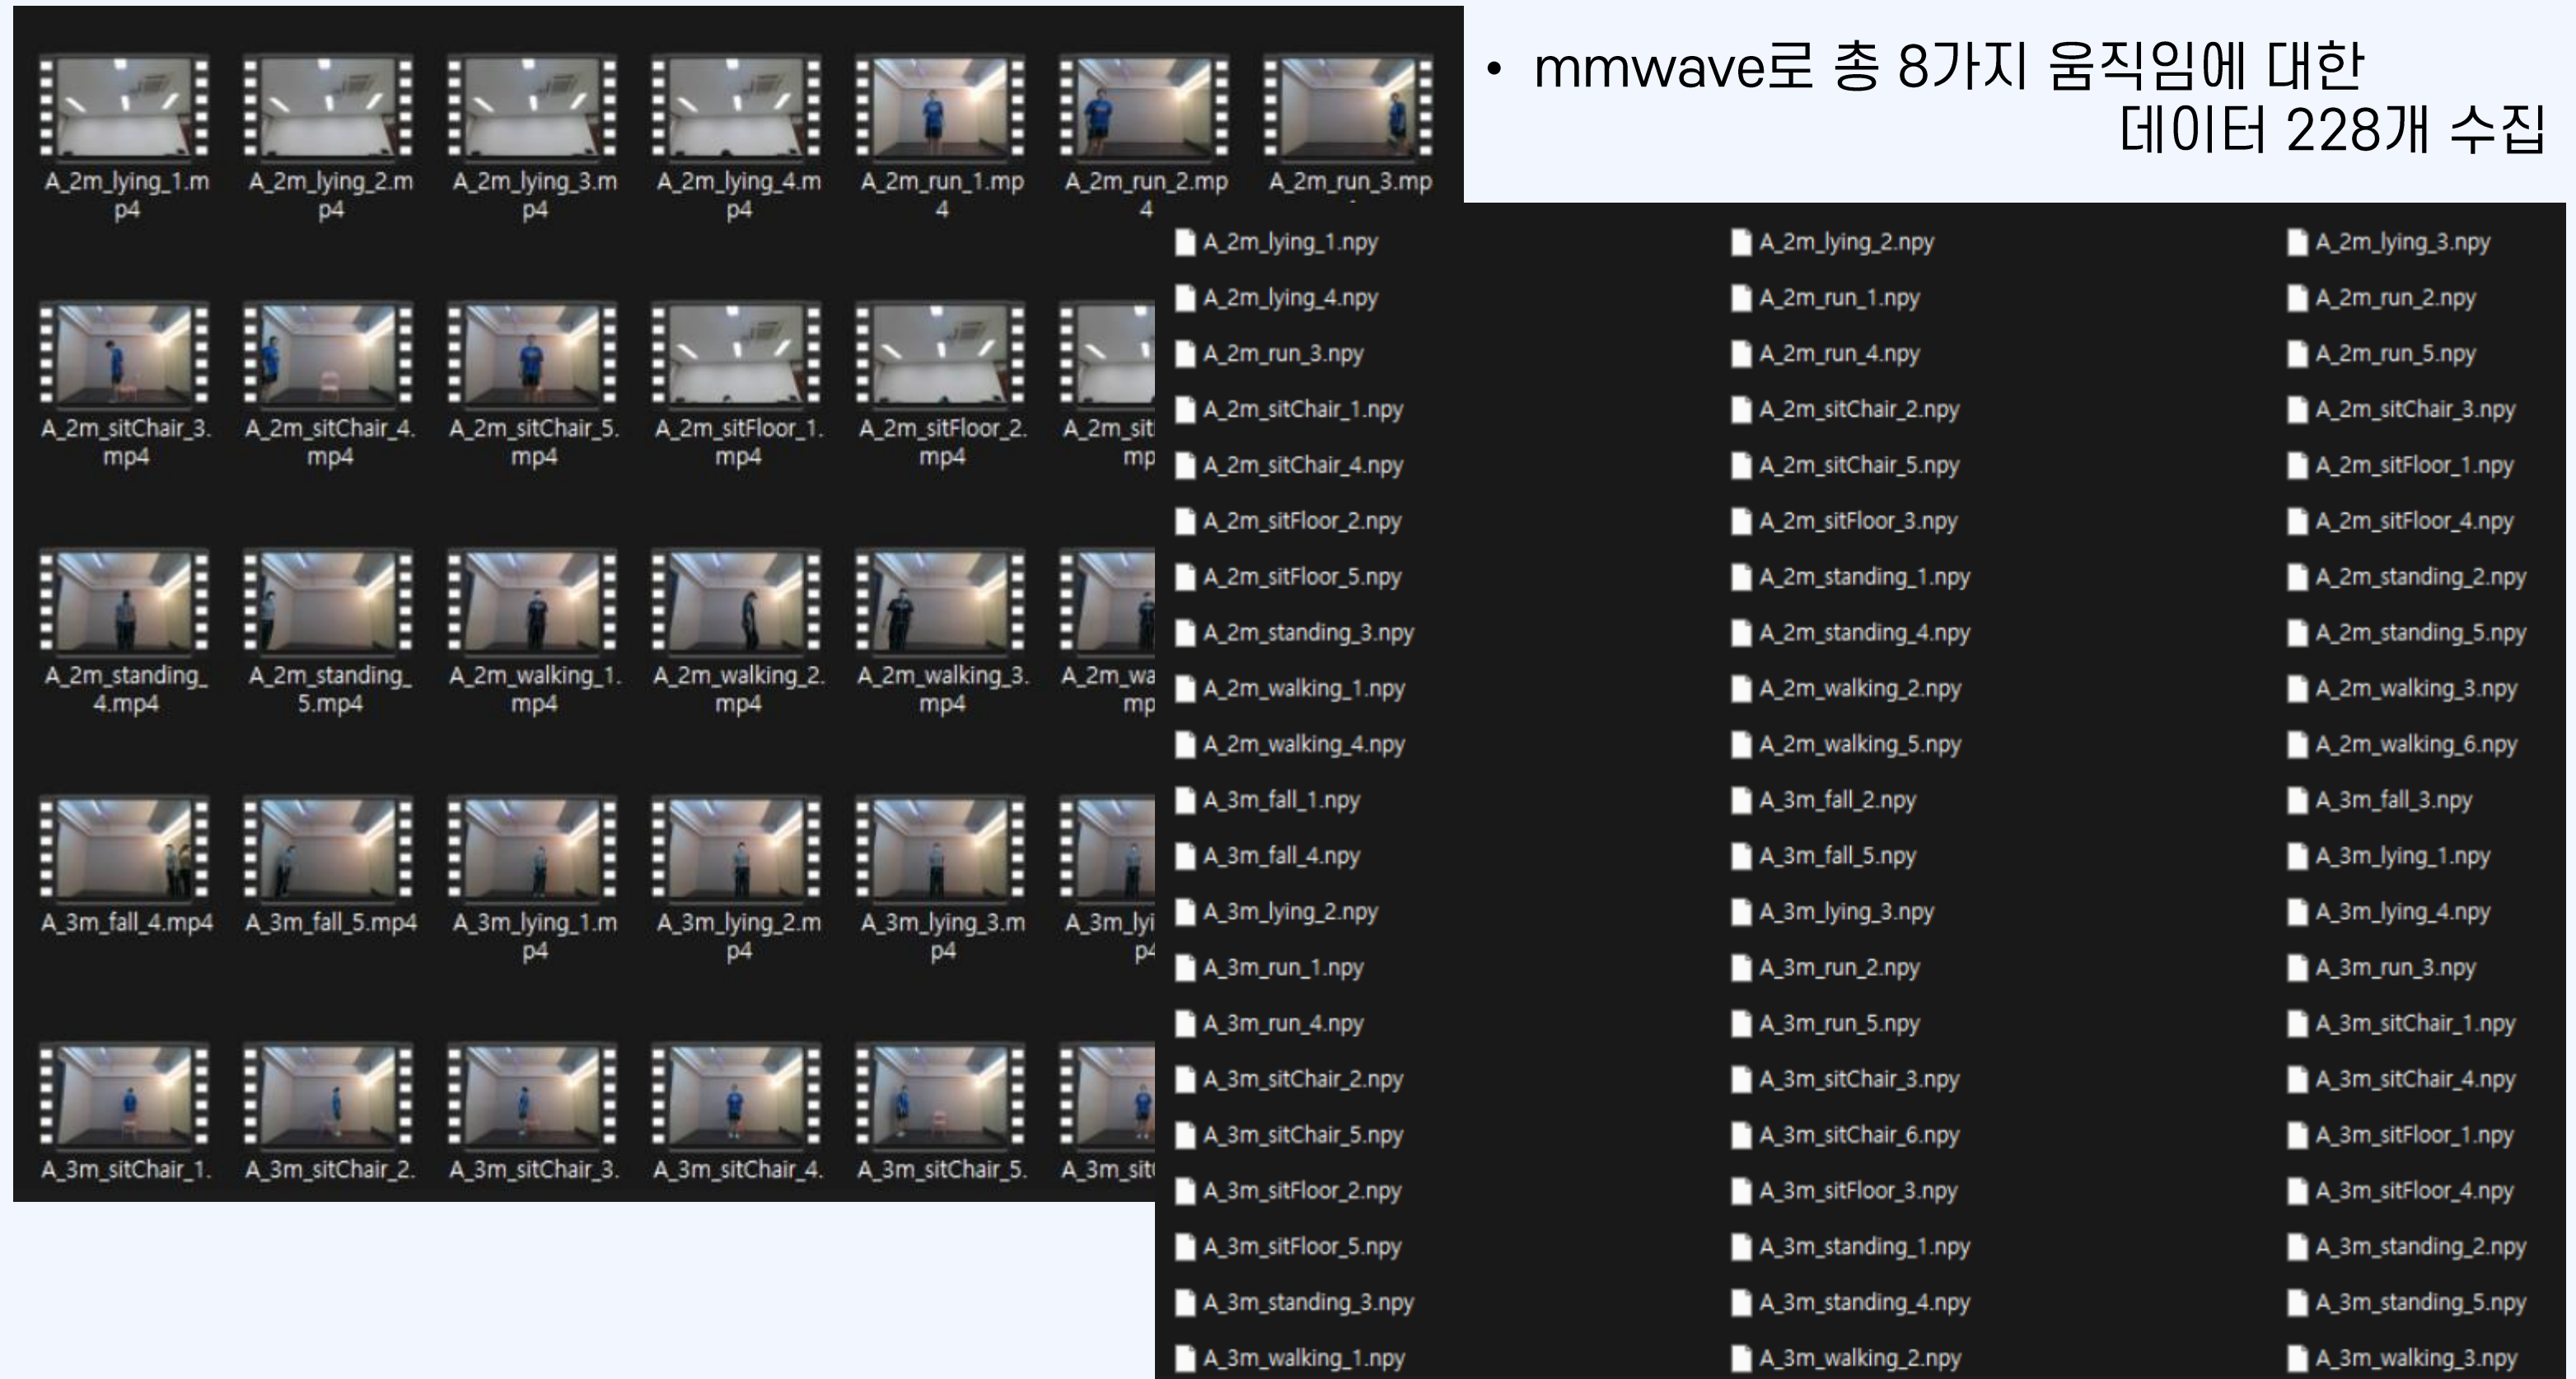 • mmwave로 총 8가지 움직임에 대한
데이터 228개 수집
A_2m_lying_1.m
p4
A_2m_lying_2.m
p4
A_2m_lying_3.m
p4
A_2m_lying_4.m
p4
A_2m_run_1.mp
4
A_2m_run_2.mp
4
A_2m_run_3.mp
A_2m_sitChair_3.
mp4
A_2m_sitChair_4.
mp4
A_2m_sitChair_5.
mp4
A_2m_sitFloor_1.
mp4
A_2m_sitFloor_2.
mp4
A_2m_sit
mp
A_2m_standing_
4.mp4
A_2m_standing_
5.mp4
A_2m_walking_1.
mp4
A_2m_walking_2.
mp4
A_2m_walking_3.
mp4
A_2m_wa
mp
A_3m_fall_4.mp4
A_3m_fall_5.mp4
A_3m_lying_1.m
p4
A_3m_lying_2.m
p4
A_3m_lying_3.m
p4
A_3m_lyi
p4
A_3m_sitChair_1.
A_3m_sitChair_2.
A_3m_sitChair_3.
A_3m_sitChair_4.
A_3m_sitChair_5.
A_3m_sit
A_2m_lying_1.npy
A_2m_lying_2.npy
A_2m_lying_3.npy
A_2m_lying_4.npy
A_2m_run_1.npy
A_2m_run_2.npy
A_2m_run_3.npy
A_2m_run_4.npy
A_2m_run_5.npy
A_2m_sitChair_1.npy
A_2m_sitChair_2.npy
A_2m_sitChair_3.npy
A_2m_sitChair_4.npy
A_2m_sitChair_5.npy
A_2m_sitFloor_1.npy
A_2m_sitFloor_2.npy
A_2m_sitFloor_3.npy
A_2m_sitFloor_4.npy
A_2m_sitFloor_5.npy
A_2m_standing_1.npy
A_2m_standing_2.npy
A_2m_standing_3.npy
A_2m_standing_4.npy
A_2m_standing_5.npy
A_2m_walking_1.npy
A_2m_walking_2.npy
A_2m_walking_3.npy
A_2m_walking_4.npy
A_2m_walking_5.npy
A_2m_walking_6.npy
A_3m_fall_1.npy
A_3m_fall_2.npy
A_3m_fall_3.npy
A_3m_fall_4.npy
A_3m_fall_5.npy
A_3m_lying_1.npy
A_3m_lying_2.npy
A_3m_lying_3.npy
A_3m_lying_4.npy
A_3m_run_1.npy
A_3m_run_2.npy
A_3m_run_3.npy
A_3m_run_4.npy
A_3m_run_5.npy
A_3m_sitChair_1.npy
A_3m_sitChair_2.npy
A_3m_sitChair_3.npy
A_3m_sitChair_4.npy
A_3m_sitChair_5.npy
A_3m_sitChair_6.npy
A_3m_sitFloor_1.npy
A_3m_sitFloor_2.npy
A_3m_sitFloor_3.npy
A_3m_sitFloor_4.npy
A_3m_sitFloor_5.npy
A_3m_standing_1.npy
A_3m_standing_2.npy
A_3m_standing_3.npy
A_3m_standing_4.npy
A_3m_standing_5.npy
A_3m_walking_1.npy
A_3m_walking_2.npy
A_3m_walking_3.npy